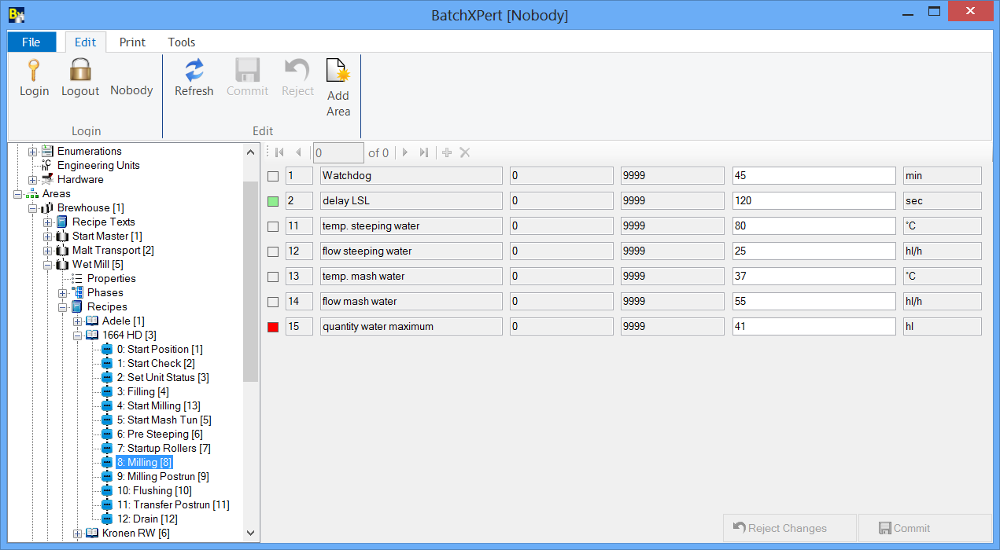 BatchXPert [Nobody]
File Edit Print Tools
Login Logout Nobody Refresh Commit Reject Add Area
Login Edit
Enumerations
Engineering Units
Hardware
Areas
Brewhouse [1]
Recipe Texts
Start Master [1]
Malt Transport [2]
Wet Mill [5]
Properties
Phases
Recipes
Adele [1]
1664 HD [3]
0: Start Position [1]
1: Start Check [2]
2: Set Unit Status [3]
3: Filling [4]
4: Start Milling [13]
5: Start Mash Tun [5]
6: Pre Steeping [6]
7: Startup Rollers [7]
8: Milling [8]
9: Milling Postrun [9]
10: Flushing [10]
11: Transfer Postrun [11]
12: Drain [12]
Kronen RW [6]
0 of 0
1 Watchdog 0 9999 45 min
2 delay LSL 0 9999 120 sec
11 temp. steeping water 0 9999 80 °C
12 flow steeping water 0 9999 25 hl/h
13 temp. mash water 0 9999 37 °C
14 flow mash water 0 9999 55 hl/h
15 quantity water maximum 0 9999 41 hl
Reject Changes Commit